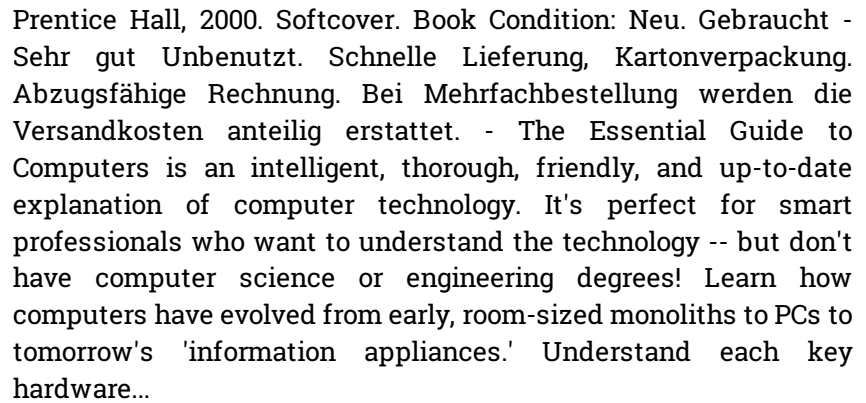 Prentice Hall, 2000. Softcover. Book Condition: Neu. Gebraucht -
Sehr gut Unbenutzt. Schnelle Lieferung, Kartonverpackung.
Abzugsfähige Rechnung. Bei Mehrfachbestellung werden die
Versandkosten anteilig erstattet. - The Essential Guide to
Computers is an intelligent, thorough, friendly, and up-to-date
explanation of computer technology. It's perfect for smart
professionals who want to understand the technology -- but don't
have computer science or engineering degrees! Learn how
computers have evolved from early, room-sized monoliths to PCs to
tomorrow's 'information appliances.' Understand each key
hardware...